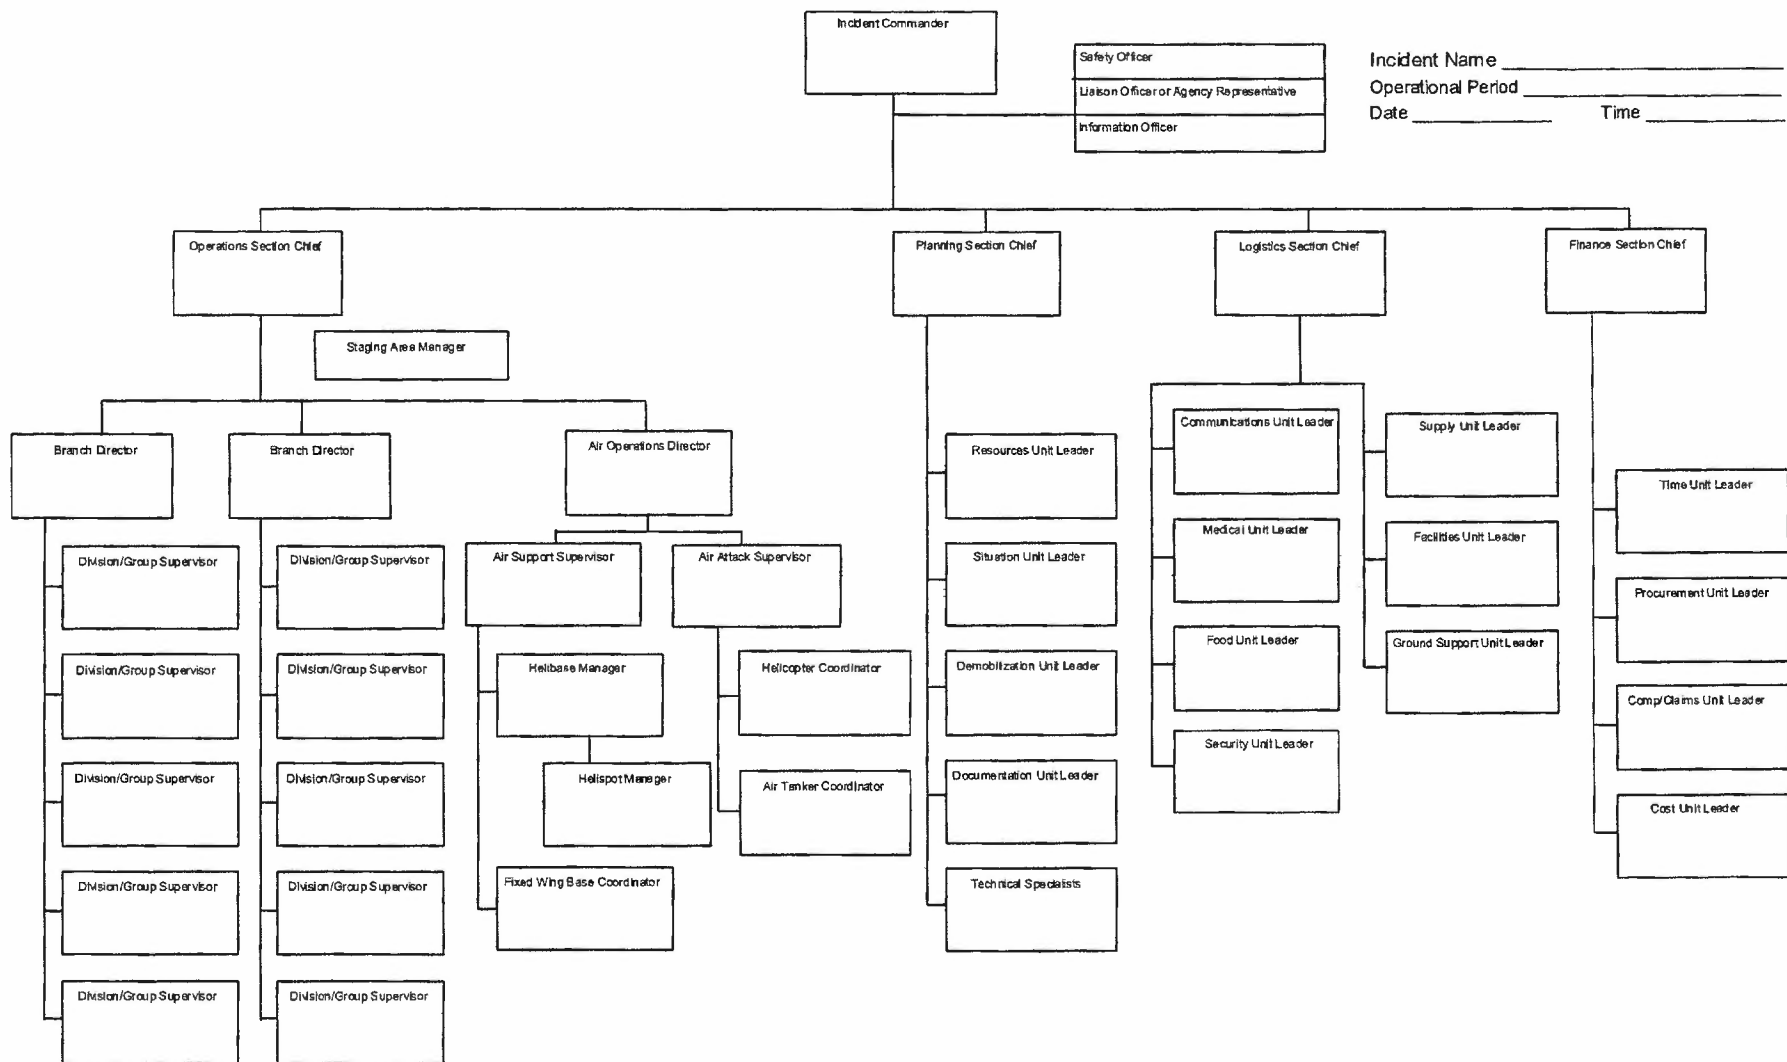 Incident Commander
Safety Officer
Liaison Officer or Agency Representative
Information Officer
Incident Name
Operational Period
Date Time
Operations Section Chief
Planning Section Chief
Logistics Section Chief
Finance Section Chief
Staging Area Manager
Branch Director
Branch Director
Air Operations Director
Division/Group Supervisor
Division/Group Supervisor
Division/Group Supervisor
Division/Group Supervisor
Division/Group Supervisor
Division/Group Supervisor
Division/Group Supervisor
Division/Group Supervisor
Division/Group Supervisor
Division/Group Supervisor
Air Support Supervisor
Air Attack Supervisor
Helibase Manager
Helispot Manager
Fixed Wing Base Coordinator
Helicopter Coordinator
Air Tanker Coordinator
Resources Unit Leader
Situation Unit Leader
Demobilization Unit Leader
Documentation Unit Leader
Technical Specialists
Communications Unit Leader
Medical Unit Leader
Food Unit Leader
Security Unit Leader
Supply Unit Leader
Facilities Unit Leader
Ground Support Unit Leader
Time Unit Leader
Procurement Unit Leader
Comp/Claims Unit Leader
Cost Unit Leader